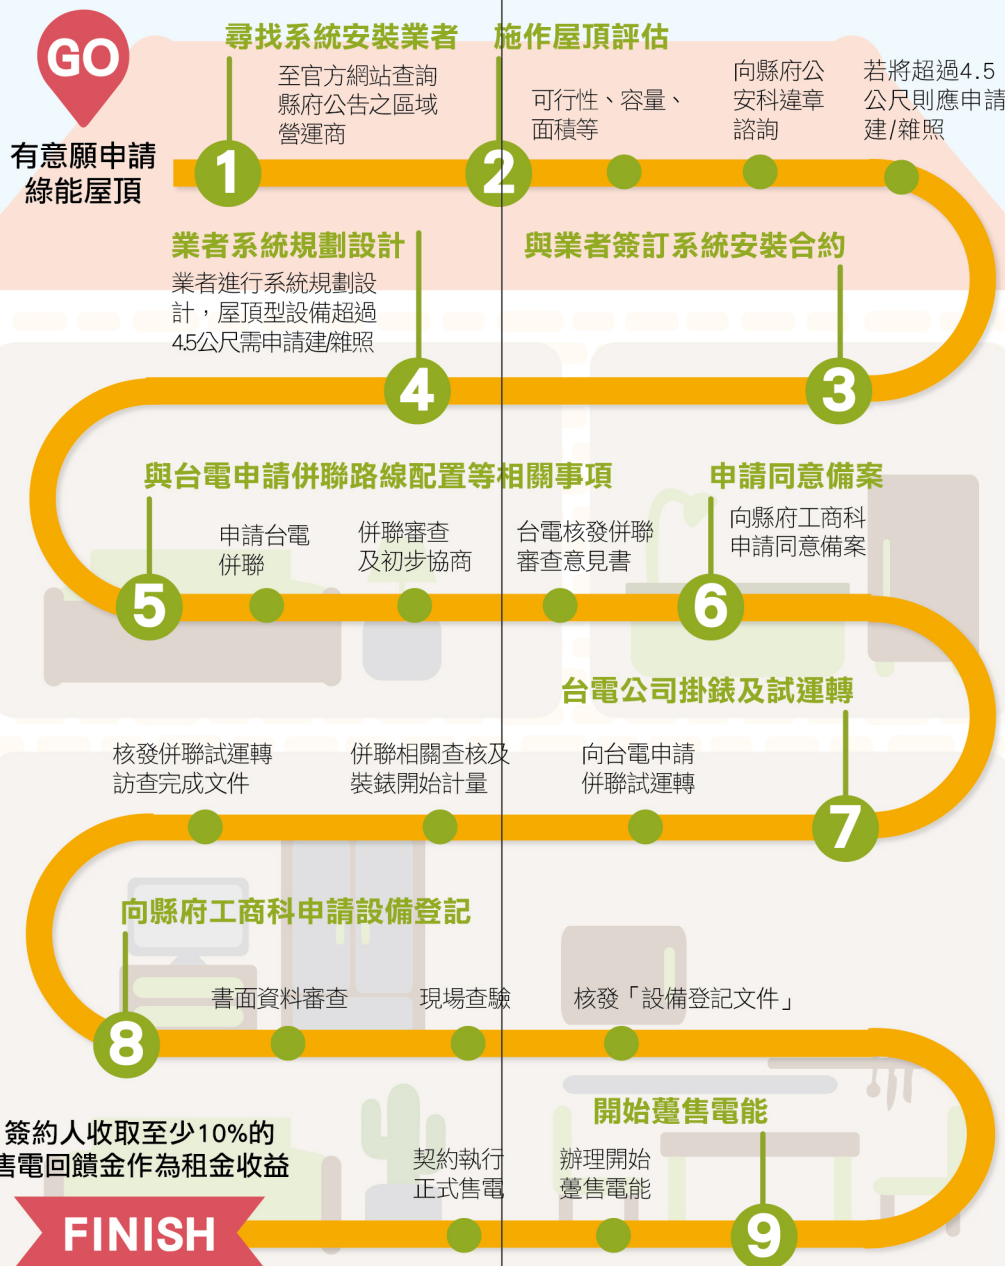 GO
有意願申請
綠能屋頂
1
尋找系統安裝業者
至官方網站查詢
縣府公告之區域
營運商
2
施作屋頂評估
可行性、容量、
面積等
向縣府公
安科違章
諮詢
若將超過4.5
公尺則應申請
建/雜照
3
與業者簽訂系統安裝合約
4
業者系統規劃設計
業者進行系統規劃設
計，屋頂型設備超過
4.5公尺需申請建/雜照
5
與台電申請併聯路線配置等相關事項
申請台電
併聯
併聯審查
及初步協商
台電核發併聯
審查意見書
6
申請同意備案
向縣府工商科
申請同意備案
7
台電公司掛錶及試運轉
向台電申請
併聯試運轉
併聯相關查核及
裝錶開始計量
核發併聯試運轉
訪查完成文件
8
向縣府工商科申請設備登記
書面資料審查
現場查驗
核發「設備登記文件」
9
開始躉售電能
辦理開始
躉售電能
契約執行
正式售電
簽約人收取至少10%的
售電回饋金作為租金收益
FINISH